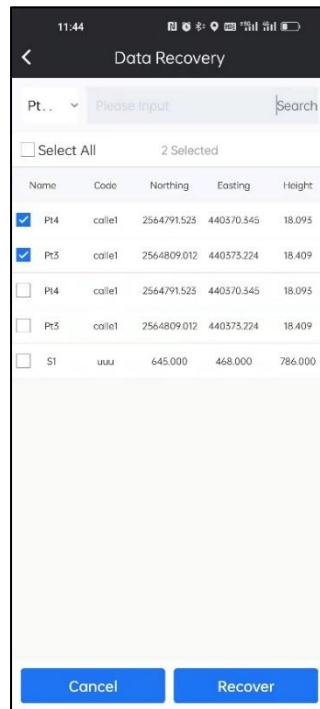 11:44
Data Recovery
Pt.. Please Input Search
Select All 2 Selected
Name Code Northing Easting Height
Pt4 calle1 2564791.523 440370.345 18.093
Pt3 calle1 2564809.012 440373.224 18.409
Pt4 calle1 2564791.523 440370.345 18.093
Pt3 calle1 2564809.012 440373.224 18.409
S1 uuu 645.000 468.000 786.000
Cancel Recover